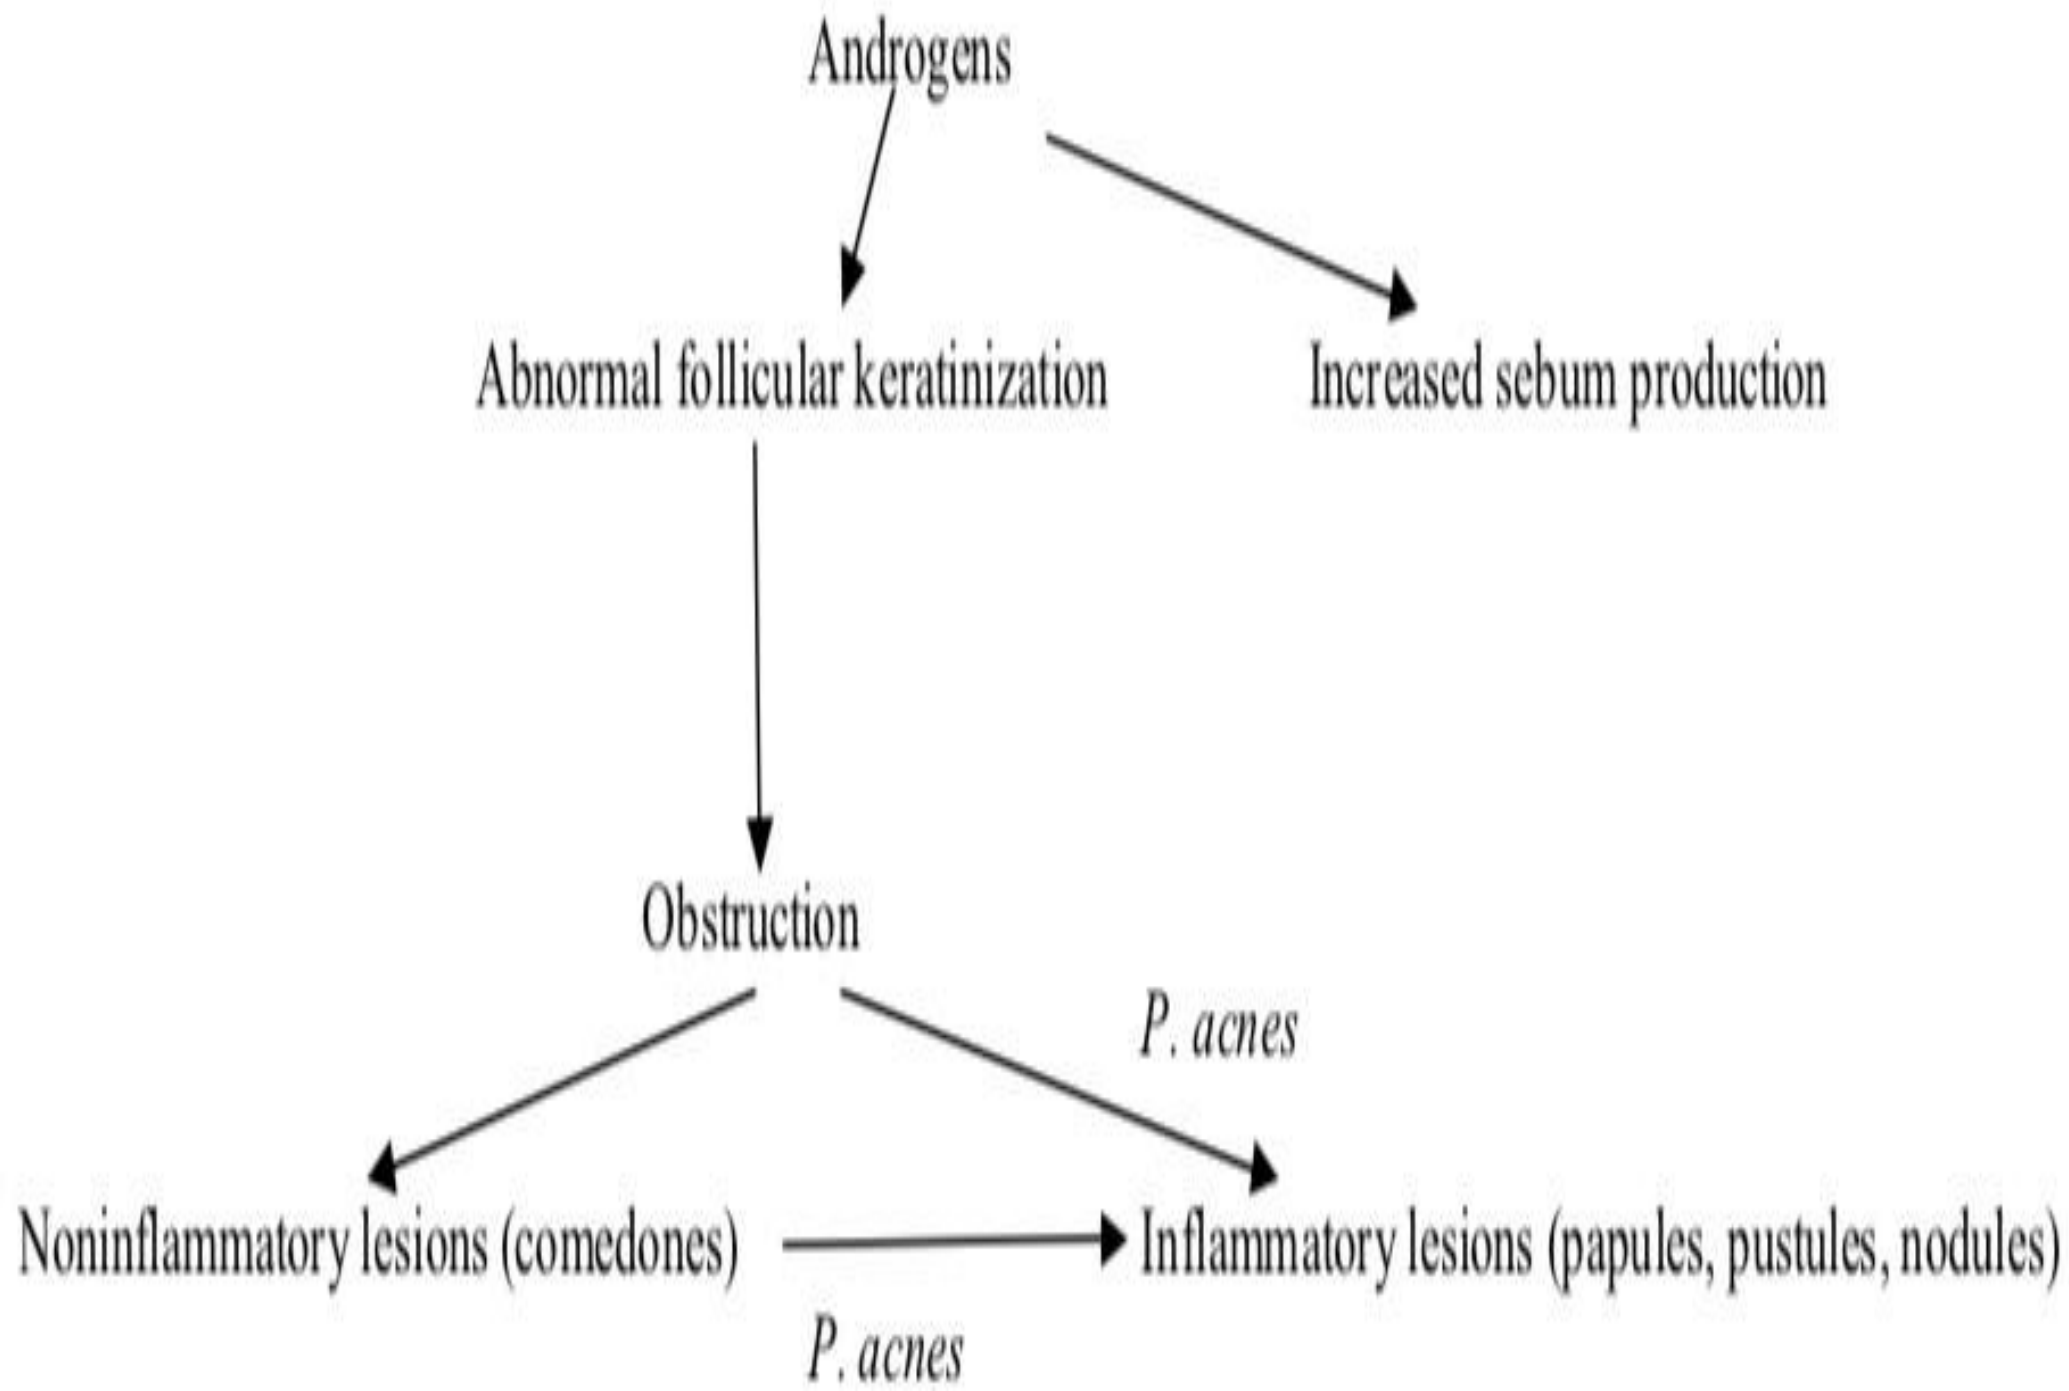 Androgens
Abnormal follicular keratinization
Increased sebum production
Obstruction
P. acnes
Noninflammatory lesions (comedones)
Inflammatory lesions (papules, pustules, nodules)
P. acnes